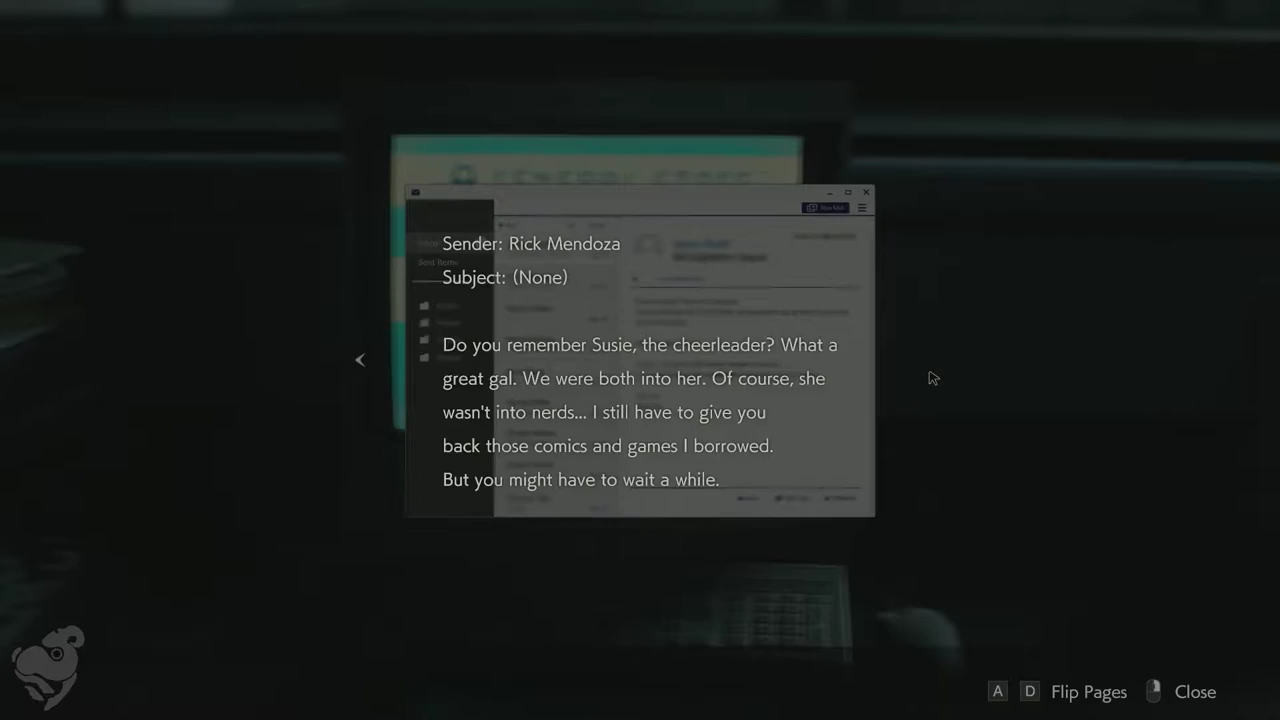 Sender: Rick Mendoza
Sent Items
Subject: (None)
Do you remember Susie, the cheerleader? What a
great gal. We were both into her. Of course, she
wasn't into nerds... I still have to give you
back those comics and games I borrowed.
But you might have to wait a while.
A D Flip Pages Close